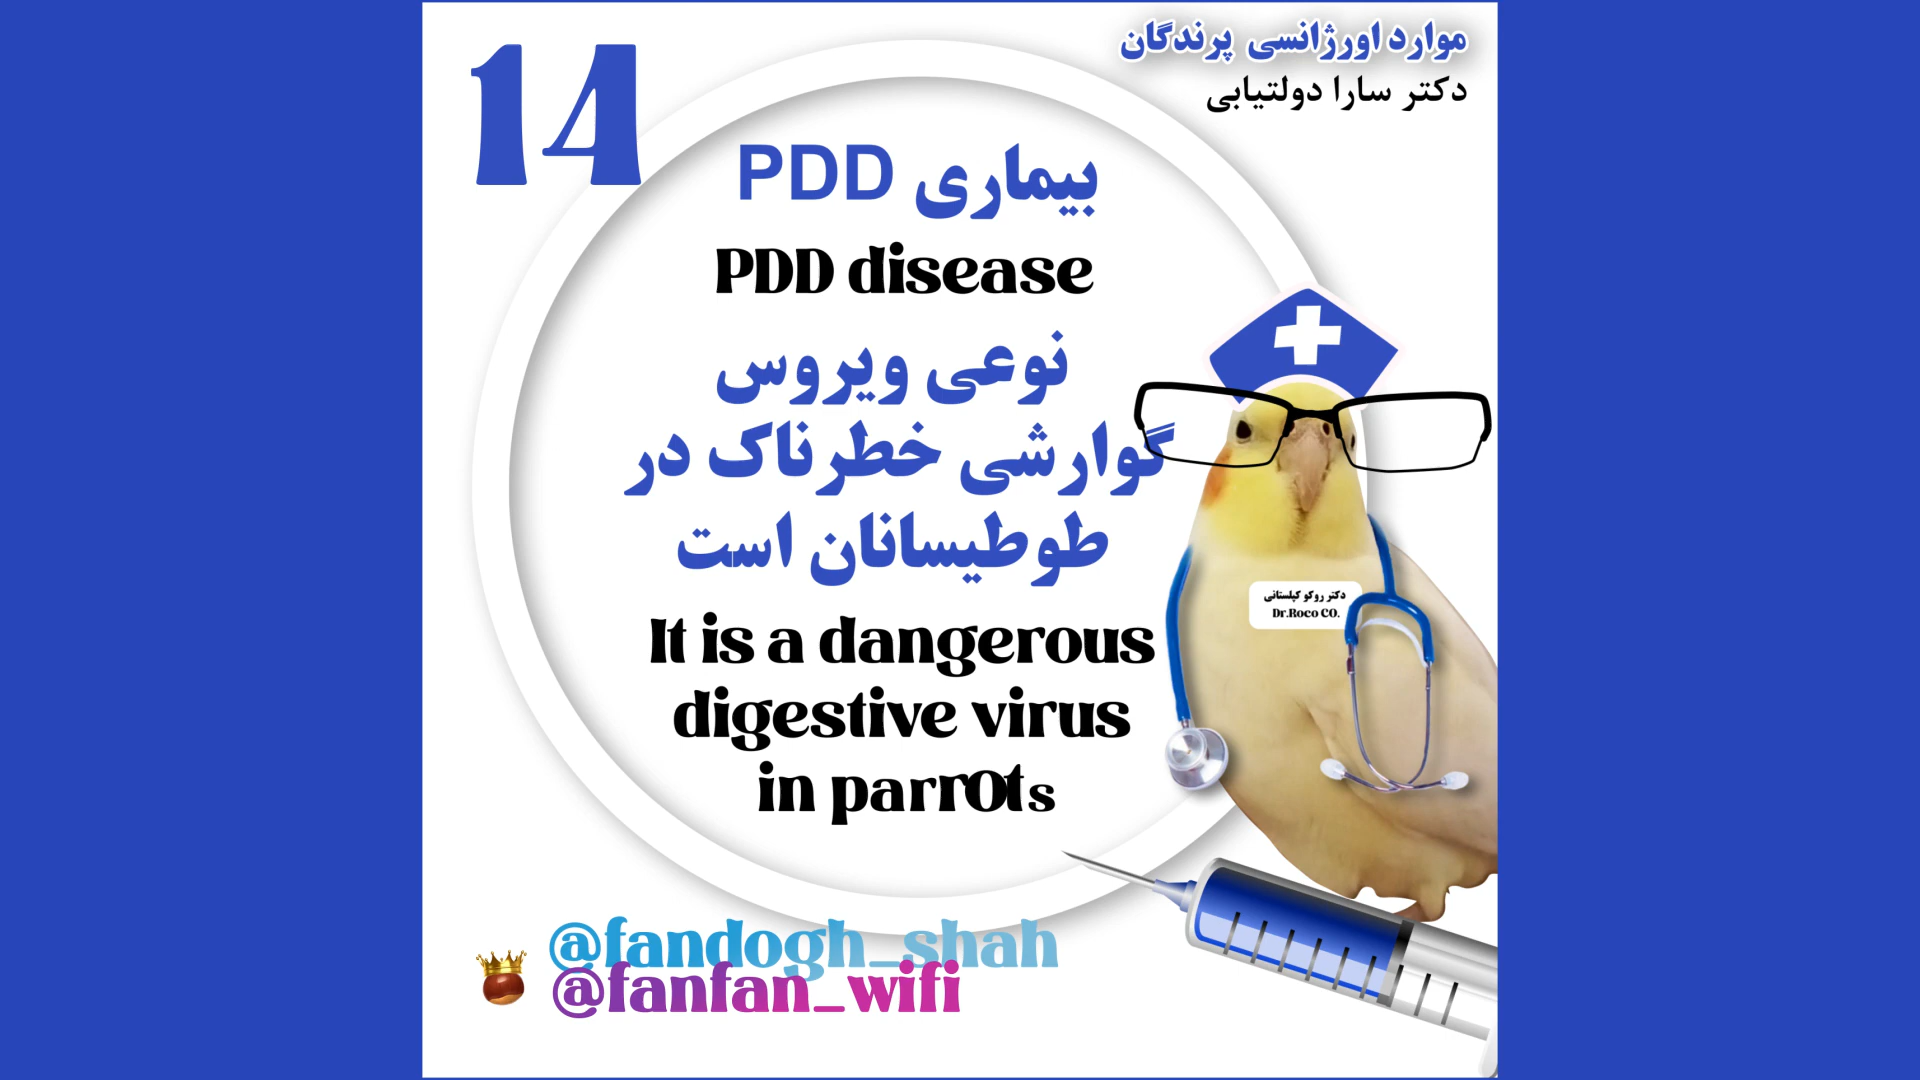 14
موارد اورژانسی پرندگان
دکتر سارا دولتیابی
بیماری PDD
PDD disease
نوعی ویروس
گوارشی خطرناک در
طوطیسانان است
It is a dangerous
digestive virus
in parrots
دکتر روکو کپلستانی
Dr.Roco CO.
@fandogh_shah
@fanfan_wifi